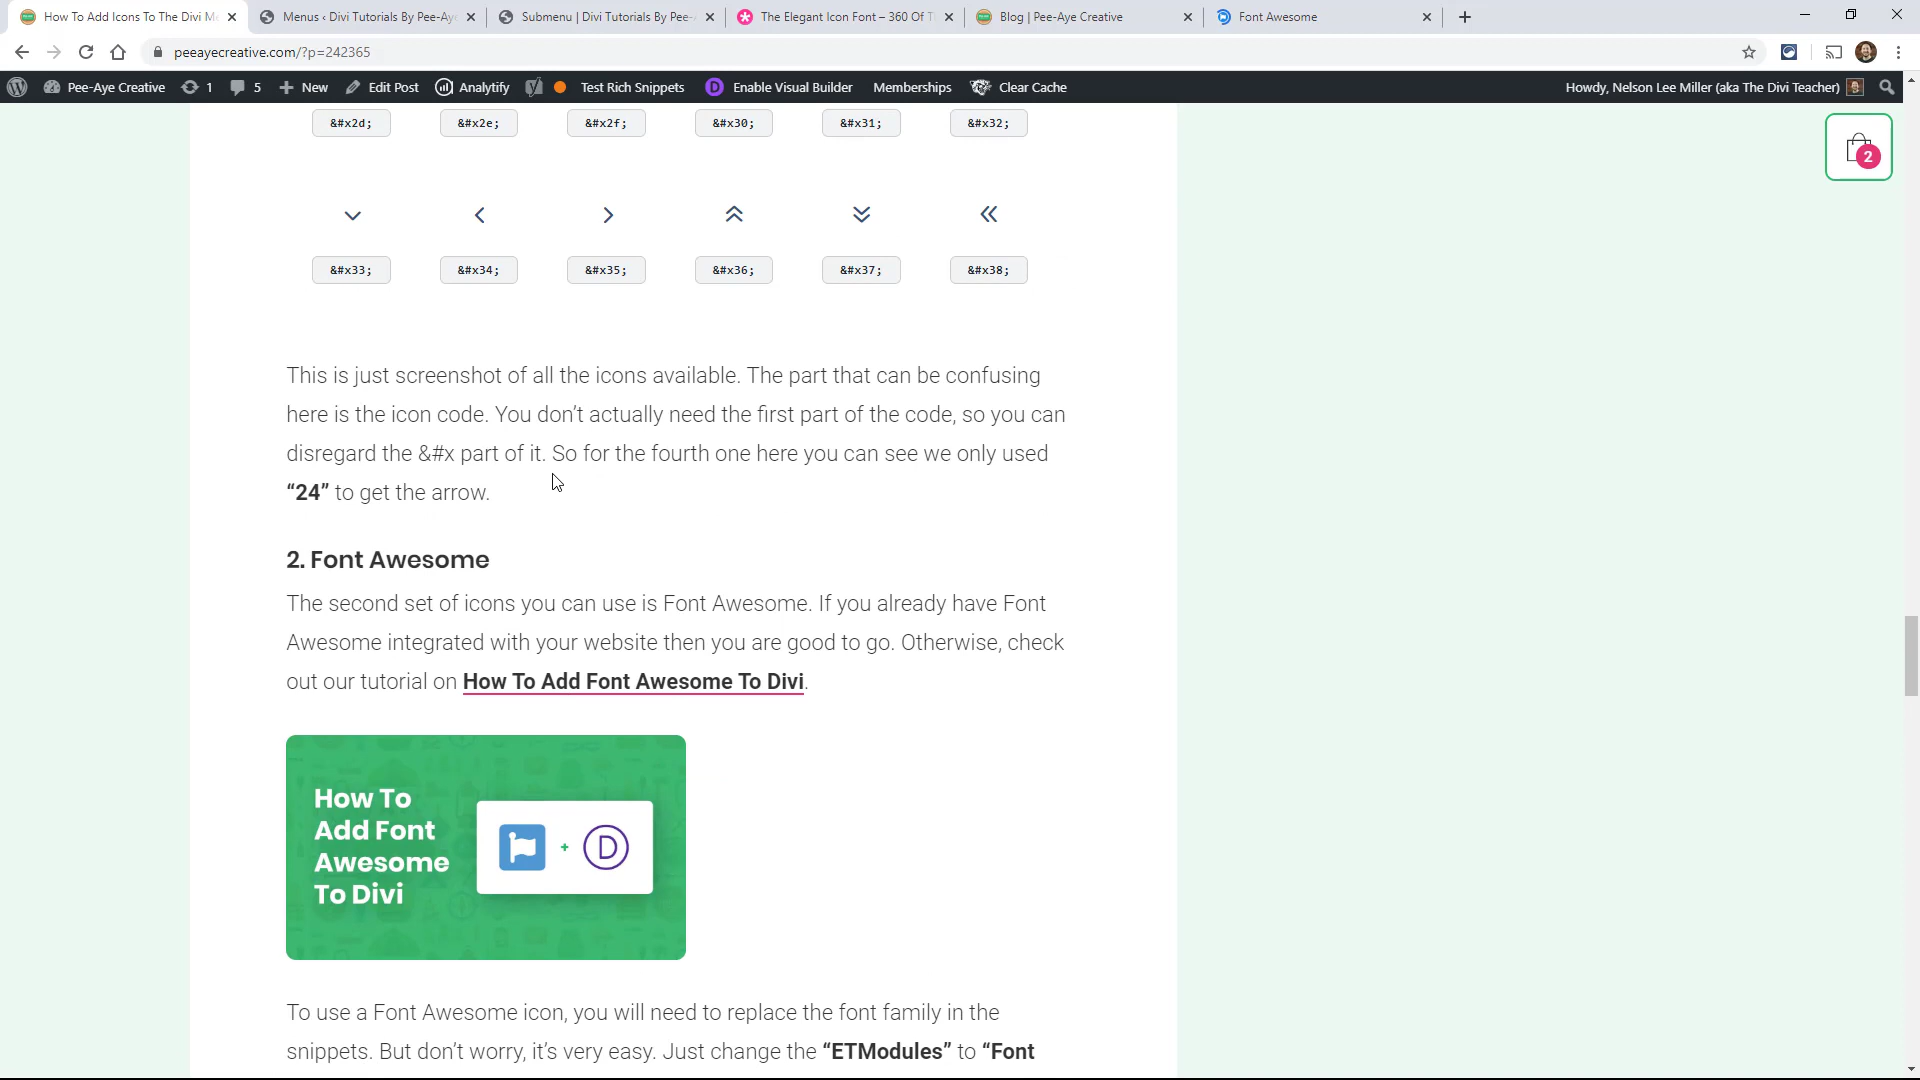 How To Add Icons To The Divi Me
Menus ‹ Divi Tutorials By Pee-Aye
Submenu | Divi Tutorials By Pee-
The Elegant Icon Font – 360 Of T
Blog | Pee-Aye Creative
Font Awesome
peeayecreative.com/?p=242365
Pee-Aye Creative
1
5
New
Edit Post
Analytify
Test Rich Snippets
D
Enable Visual Builder
Memberships
Clear Cache
Howdy, Nelson Lee Miller (aka The Divi Teacher)
2
&#x2d; &#x2e; &#x2f; &#x30; &#x31; &#x32;
&#x33; &#x34; &#x35; &#x36; &#x37; &#x38;
This is just screenshot of all the icons available. The part that can be confusing
here is the icon code. You don’t actually need the first part of the code, so you can
disregard the &#x part of it. So for the fourth one here you can see we only used
“24” to get the arrow.
2. Font Awesome
The second set of icons you can use is Font Awesome. If you already have Font
Awesome integrated with your website then you are good to go. Otherwise, check
out our tutorial on How To Add Font Awesome To Divi.
How To
Add Font
Awesome
To Divi
+ D
To use a Font Awesome icon, you will need to replace the font family in the
snippets. But don’t worry, it’s very easy. Just change the “ETModules” to “Font